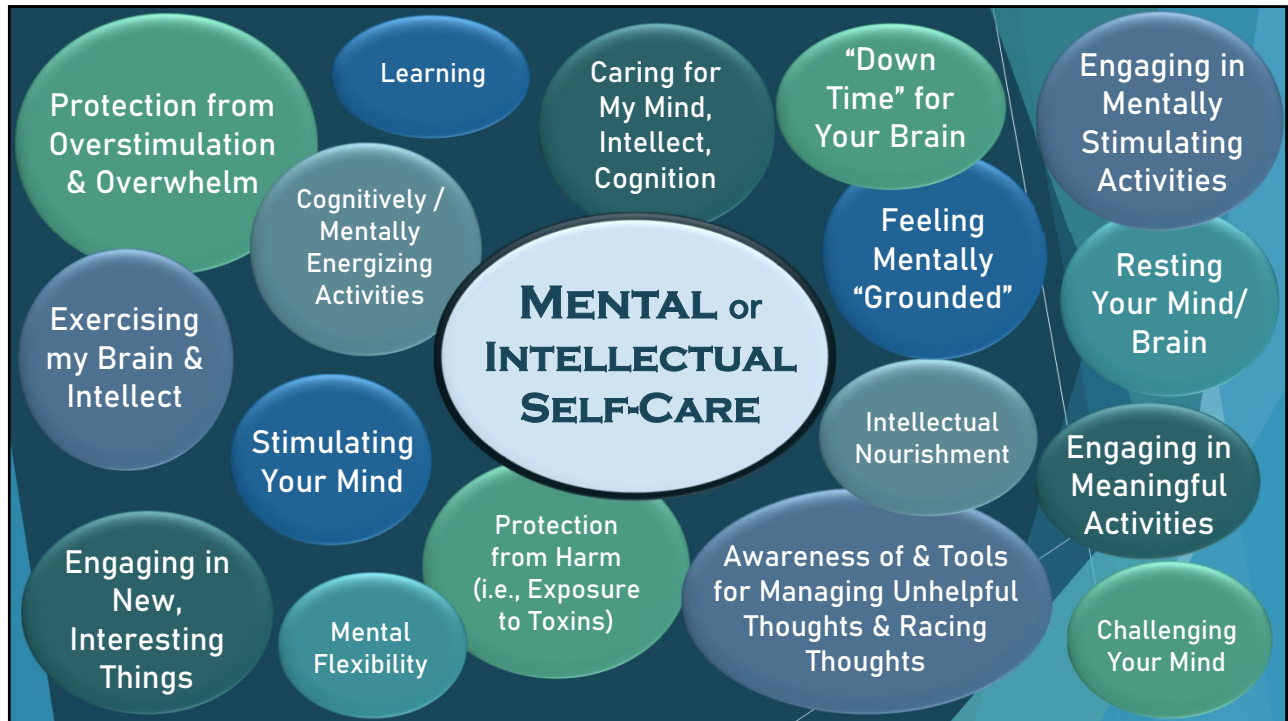 Protection from
Overstimulation
& Overwhelm
Learning
Caring for
My Mind,
Intellect,
Cognition
“Down
Time” for
Your Brain
Engaging in
Mentally
Stimulating
Activities
Cognitively /
Mentally
Energizing
Activities
Feeling
Mentally
“Grounded”
Resting
Your Mind/
Brain
Exercising
my Brain &
Intellect
MENTAL or
INTELLECTUAL
SELF-CARE
Stimulating
Your Mind
Intellectual
Nourishment
Engaging in
Meaningful
Activities
Engaging in
New,
Interesting
Things
Mental
Flexibility
Protection
from Harm
(i.e., Exposure
to Toxins)
Awareness of & Tools
for Managing Unhelpful
Thoughts & Racing
Thoughts
Challenging
Your Mind